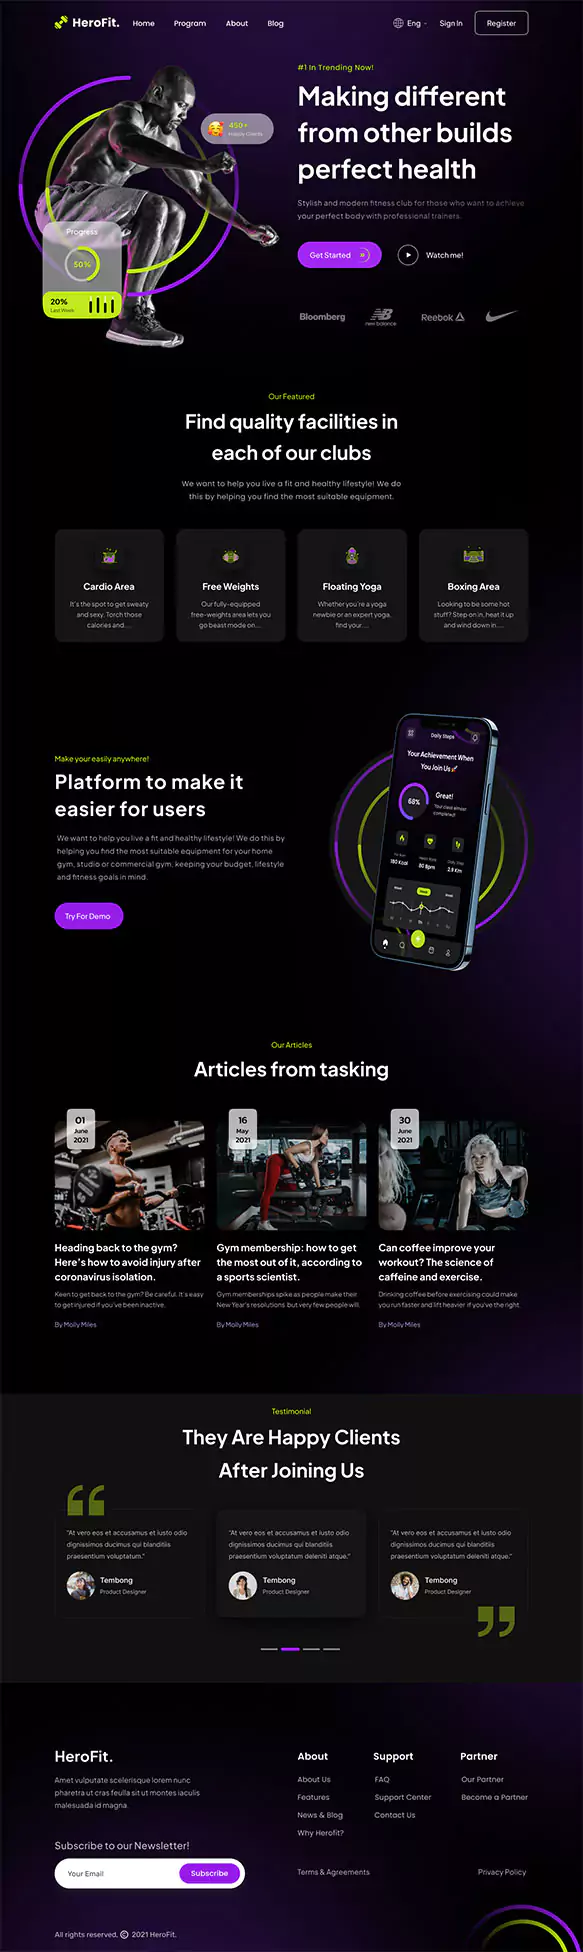 HeroFit.
Home
Program
About
Blog
Eng
Sign In
Register
#1 In Trending Now!
Making different
from other builds
perfect health
Stylish and modern fitness club for those who want to achieve
your perfect body with professional trainers.
Get Started
Watch me!
450+
Happy Clients
Progress
50%
20%
Last Week
Bloomberg
new balance
Reebok
Our Featured
Find quality facilities in
each of our clubs
We want to help you live a fit and healthy lifestyle! We do
this by helping you find the most suitable equipment.
Cardio Area
It's the spot to get sweaty
and sexy. Torch those
calories and....
Free Weights
Our fully-equipped
free-weights area lets you
go beast mode on....
Floating Yoga
Whether you're a yoga
newbie or an expert yoga,
find your....
Boxing Area
Looking to be some hot
stuff? Step on in, heat it up
and wind down in....
Make your easily anywhere!
Platform to make it
easier for users
We want to help you live a fit and healthy lifestyle! We do this by
helping you find the most suitable equipment for your home
gym, studio or commercial gym, keeping your budget, lifestyle
and fitness goals in mind.
Try For Demo
Daily Steps
Your Achievement When
You Join Us
68%
Great!
Your class almost
completed!
180 Kcal
80 Bpm
2.5 Km
Our Articles
Articles from tasking
01
June
2021
Heading back to the gym?
Here's how to avoid injury after
coronavirus isolation.
Keen to get back to the gym? Be careful. It's easy
to get injured if you've been inactive.
By Molly Miles
16
May
2021
Gym membership: how to get
the most out of it, according to
a sports scientist.
Gym memberships spike as people make their
New Year's resolutions but very few people will.
By Molly Miles
30
June
2021
Can coffee improve your
workout? The science of
caffeine and exercise.
Drinking coffee before exercising could make
you run faster and lift heavier if you've the right.
By Molly Miles
Testimonial
They Are Happy Clients
After Joining Us
"At vero eos et accusamus et iusto odio
dignissimos ducimus qui blanditiis
praesentium voluptatum."
Tembong
Product Designer
"At vero eos et accusamus et iusto odio
dignissimos ducimus qui blanditiis
praesentium voluptatum deleniti atque."
Tembong
Product Designer
"At vero eos et accusamus et iusto odio
dignissimos ducimus qui blanditiis
praesentium voluptatum deleniti."
Tembong
Product Designer
HeroFit.
Amet vulputate scelerisque lorem nunc
pharetra ut cras feulla sit ut montes iaculis
malesuada id magna.
Subscribe to our Newsletter!
Your Email
Subscribe
About
About Us
Features
News & Blog
Why Herofit?
Support
FAQ
Support Center
Contact Us
Partner
Our Partner
Become a Partner
Terms & Agreements
Privacy Policy
All rights reserved. © 2021 HeroFit.